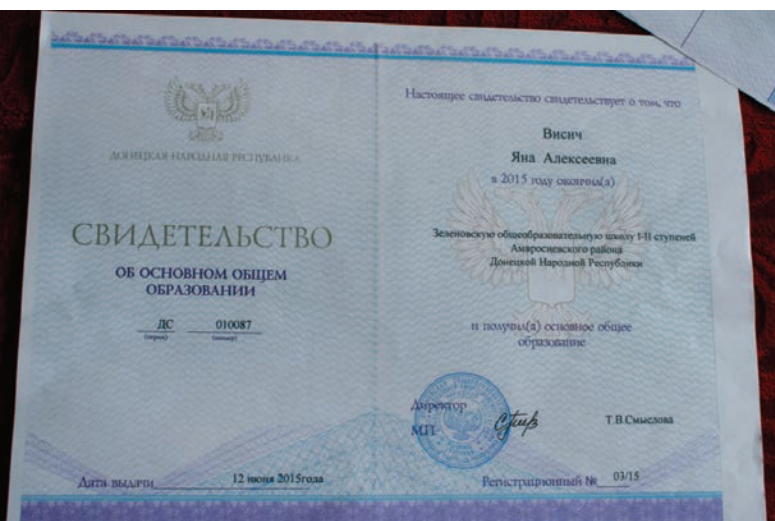 ДОНЕЦКАЯ НАРОДНАЯ РЕСПУБЛИКА
СВИДЕТЕЛЬСТВО
ОБ ОСНОВНОМ ОБЩЕМ
ОБРАЗОВАНИИ
ДС 010087
(серия) (номер)
Дата выдачи 12 июня 2015года
Настоящее свидетельство свидетельствует о том, что
Висич
Яна Алексеевна
в 2015 году окончил(а)
Зеленовскую общеобразовательную школу I-II ступеней
Амвросиевского района
Донецкой Народной Республики
и получил(а) основное общее
образование
Директор
МП
Т.В.Смыслова
Регистрационный № 03/15